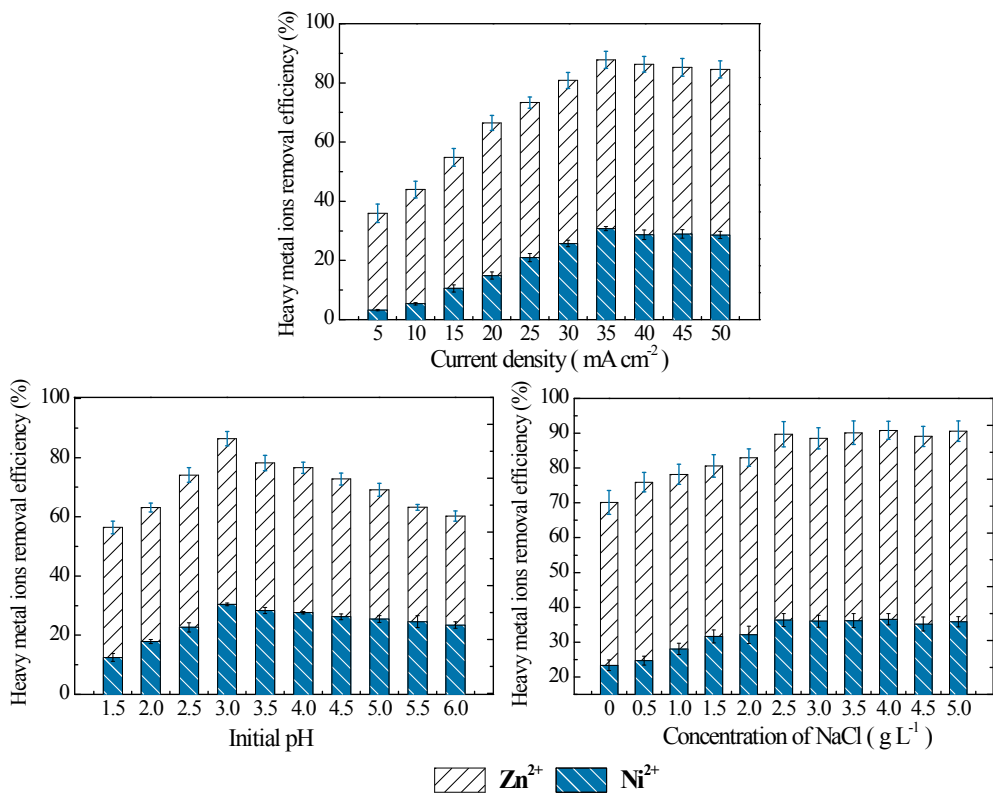 Heavy metal ions removal efficiency (%)
100
80
60
40
20
0
5 10 15 20 25 30 35 40 45 50
Current density ( mA cm⁻² )
Heavy metal ions removal efficiency (%)
100
80
60
40
20
0
1.5 2.0 2.5 3.0 3.5 4.0 4.5 5.0 5.5 6.0
Initial pH
Heavy metal ions removal efficiency (%)
100
90
80
70
60
50
40
30
20
0 0.5 1.0 1.5 2.0 2.5 3.0 3.5 4.0 4.5 5.0
Concentration of NaCl ( g L⁻¹ )
Zn²⁺ Ni²⁺